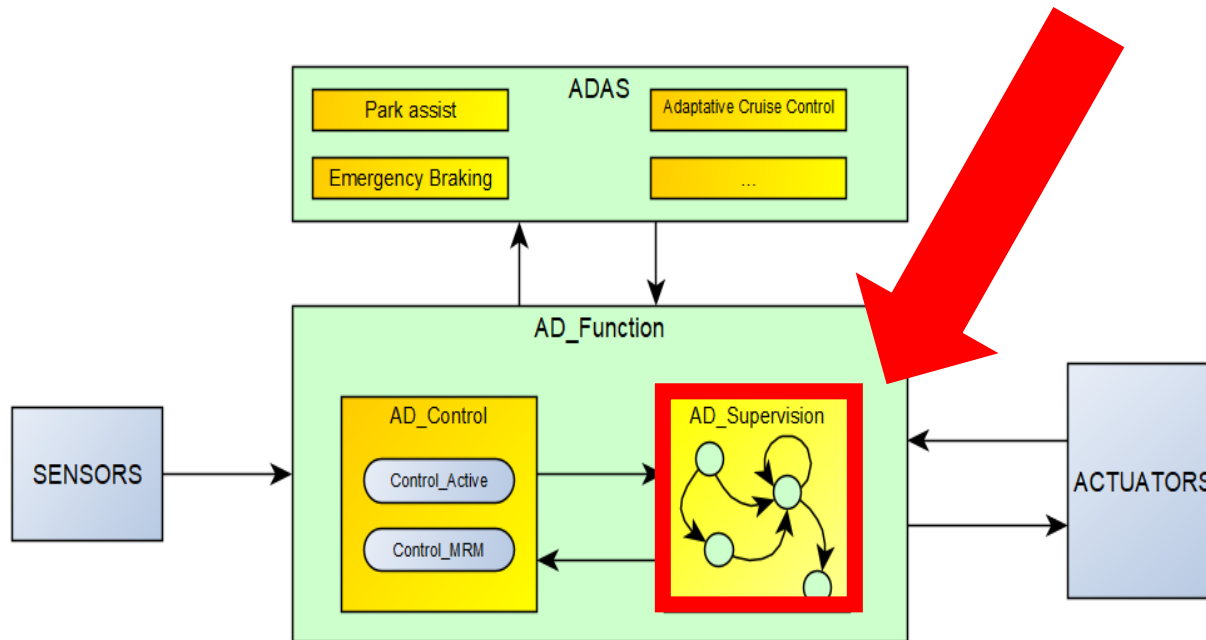 ADAS
Park assist
Adaptative Cruise Control
Emergency Braking
...
AD_Function
AD_Control
AD_Supervision
SENSORS
Control_Active
ACTUATORS
Control_MRM